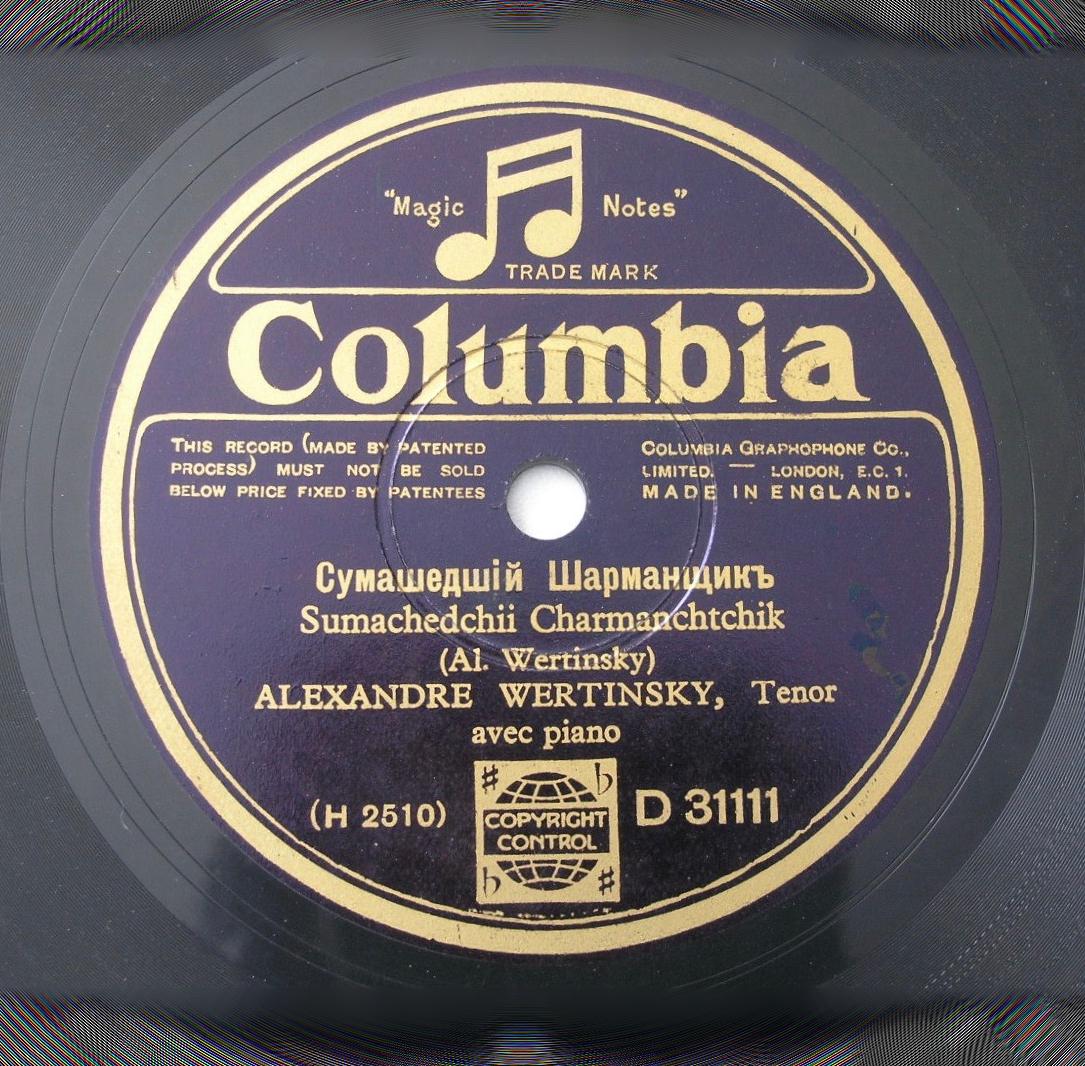 “Magic Notes”
TRADE MARK
Columbia
THIS RECORD (MADE BY PATENTED
PROCESS) MUST NOT BE SOLD
BELOW PRICE FIXED BY PATENTEES
COLUMBIA GRAPHOPHONE CO.,
LIMITED. — LONDON, E.C. 1.
MADE IN ENGLAND.
Сумашедшій Шарманщикъ
Sumachedchii Charmanchtchik
(Al. Wertinsky)
ALEXANDRE WERTINSKY, Tenor
avec piano
(H 2510)
COPYRIGHT
CONTROL
D 31111